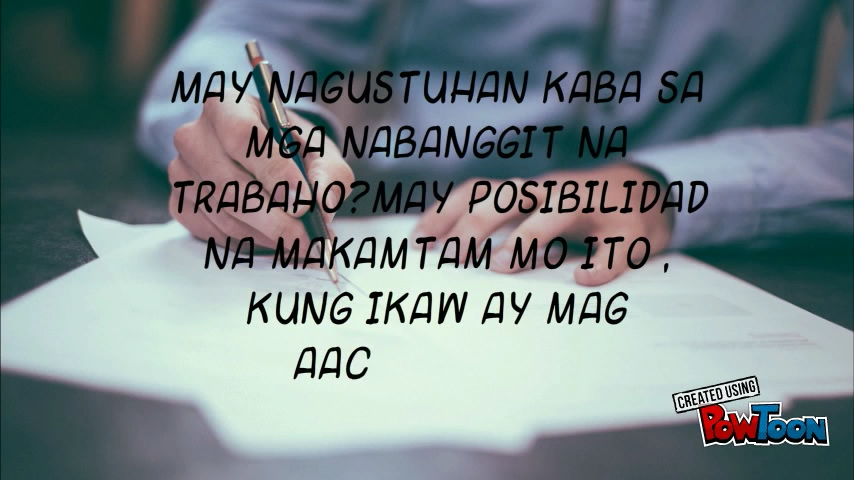 MAY NAGUSTUHAN KABA SA
MGA NABANGGIT NA
TRABAHO?MAY POSIBILIDAD
NA MAKAMTAM MO ITO ,
KUNG IKAW AY MAG
AAC
CREATED USING
POWTOON